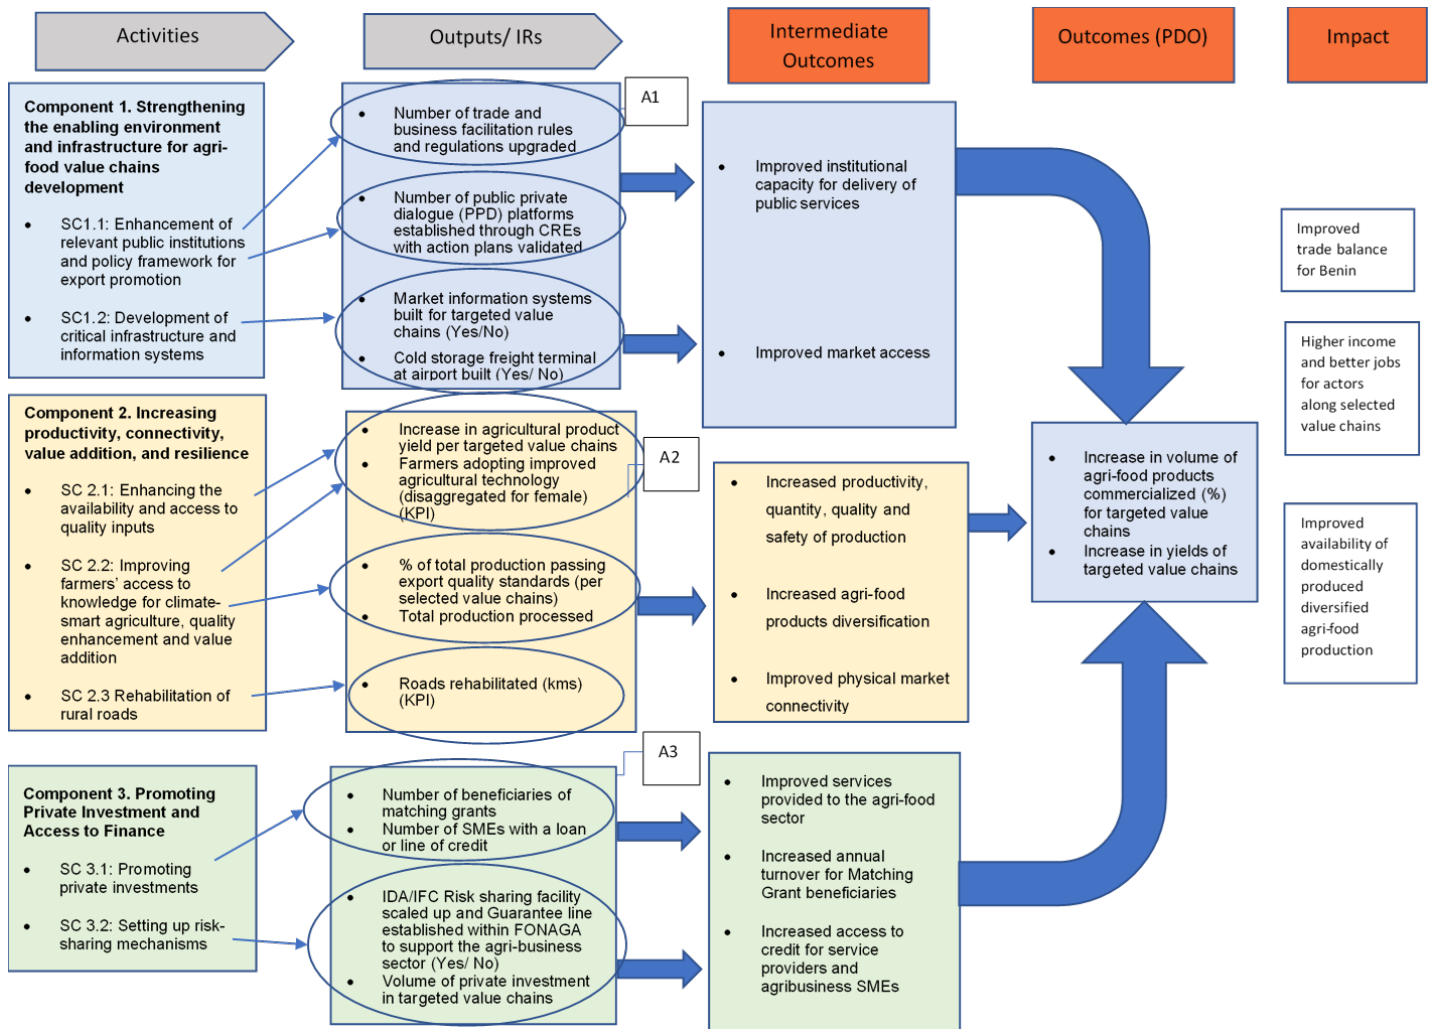 Activities
Outputs/ IRs
Intermediate
Outcomes
Outcomes (PDO)
Impact
Component 1. Strengthening
the enabling environment
and infrastructure for agri-
food value chains
development
• SC1.1: Enhancement of
relevant public institutions
and policy framework for
export promotion
• SC1.2: Development of
critical infrastructure and
information systems
A1
• Number of trade and
business facilitation rules
and regulations upgraded
• Number of public private
dialogue (PPD) platforms
established through CREs
with action plans validated
• Market information systems
built for targeted value
chains (Yes/No)
• Cold storage freight terminal
at airport built (Yes/ No)
• Improved institutional
capacity for delivery of
public services
• Improved market access
Component 2. Increasing
productivity, connectivity,
value addition, and resilience
• SC 2.1: Enhancing the
availability and access to
quality inputs
• SC 2.2: Improving
farmers' access to
knowledge for climate-
smart agriculture, quality
enhancement and value
addition
• SC 2.3 Rehabilitation of
rural roads
A2
• Increase in agricultural product
yield per targeted value chains
• Farmers adopting improved
agricultural technology
(disaggregated for female)
(KPI)
• % of total production passing
export quality standards (per
selected value chains)
• Total production processed
• Roads rehabilitated (kms)
(KPI)
• Increased productivity,
quantity, quality and
safety of production
• Increased agri-food
products diversification
• Improved physical market
connectivity
Component 3. Promoting
Private Investment and
Access to Finance
• SC 3.1: Promoting
private investments
• SC 3.2: Setting up risk-
sharing mechanisms
A3
• Number of beneficiaries of
matching grants
• Number of SMEs with a loan
or line of credit
• IDA/IFC Risk sharing facility
scaled up and Guarantee line
established within FONAGA
to support the agri-business
sector (Yes/ No)
• Volume of private investment
in targeted value chains
• Improved services
provided to the agri-food
sector
• Increased annual
turnover for Matching
Grant beneficiaries
• Increased access to
credit for service
providers and
agribusiness SMEs
• Increase in volume of
agri-food products
commercialized (%)
for targeted value
chains
• Increase in yields of
targeted value chains
Improved
trade balance
for Benin
Higher income
and better jobs
for actors
along selected
value chains
Improved
availability of
domestically
produced
diversified
agri-food
production